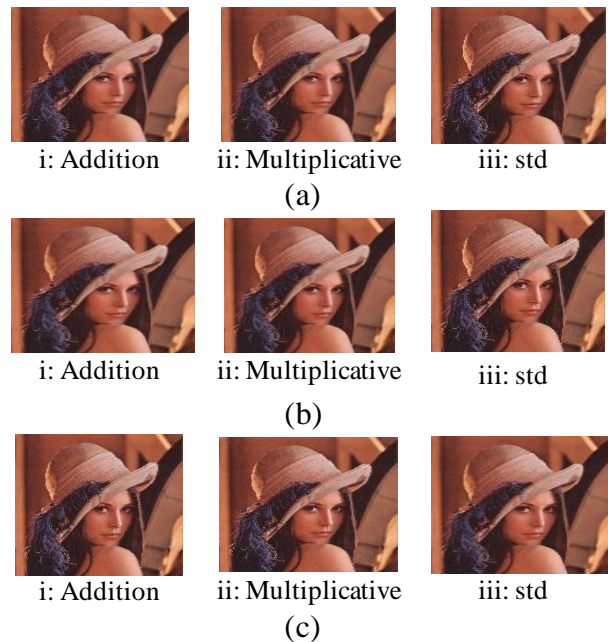 i: Addition ii: Multiplicative iii: std
(a)
i: Addition ii: Multiplicative iii: std
(b)
i: Addition ii: Multiplicative iii: std
(c)